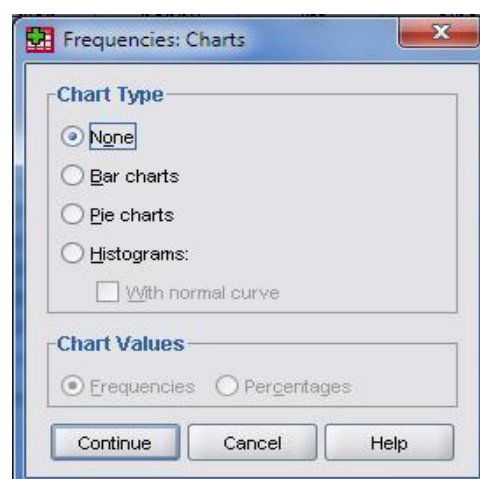 Frequencies: Charts
Chart Type
None
Bar charts
Pie charts
Histograms:
With normal curve
Chart Values
Frequencies Percentages
Continue Cancel Help